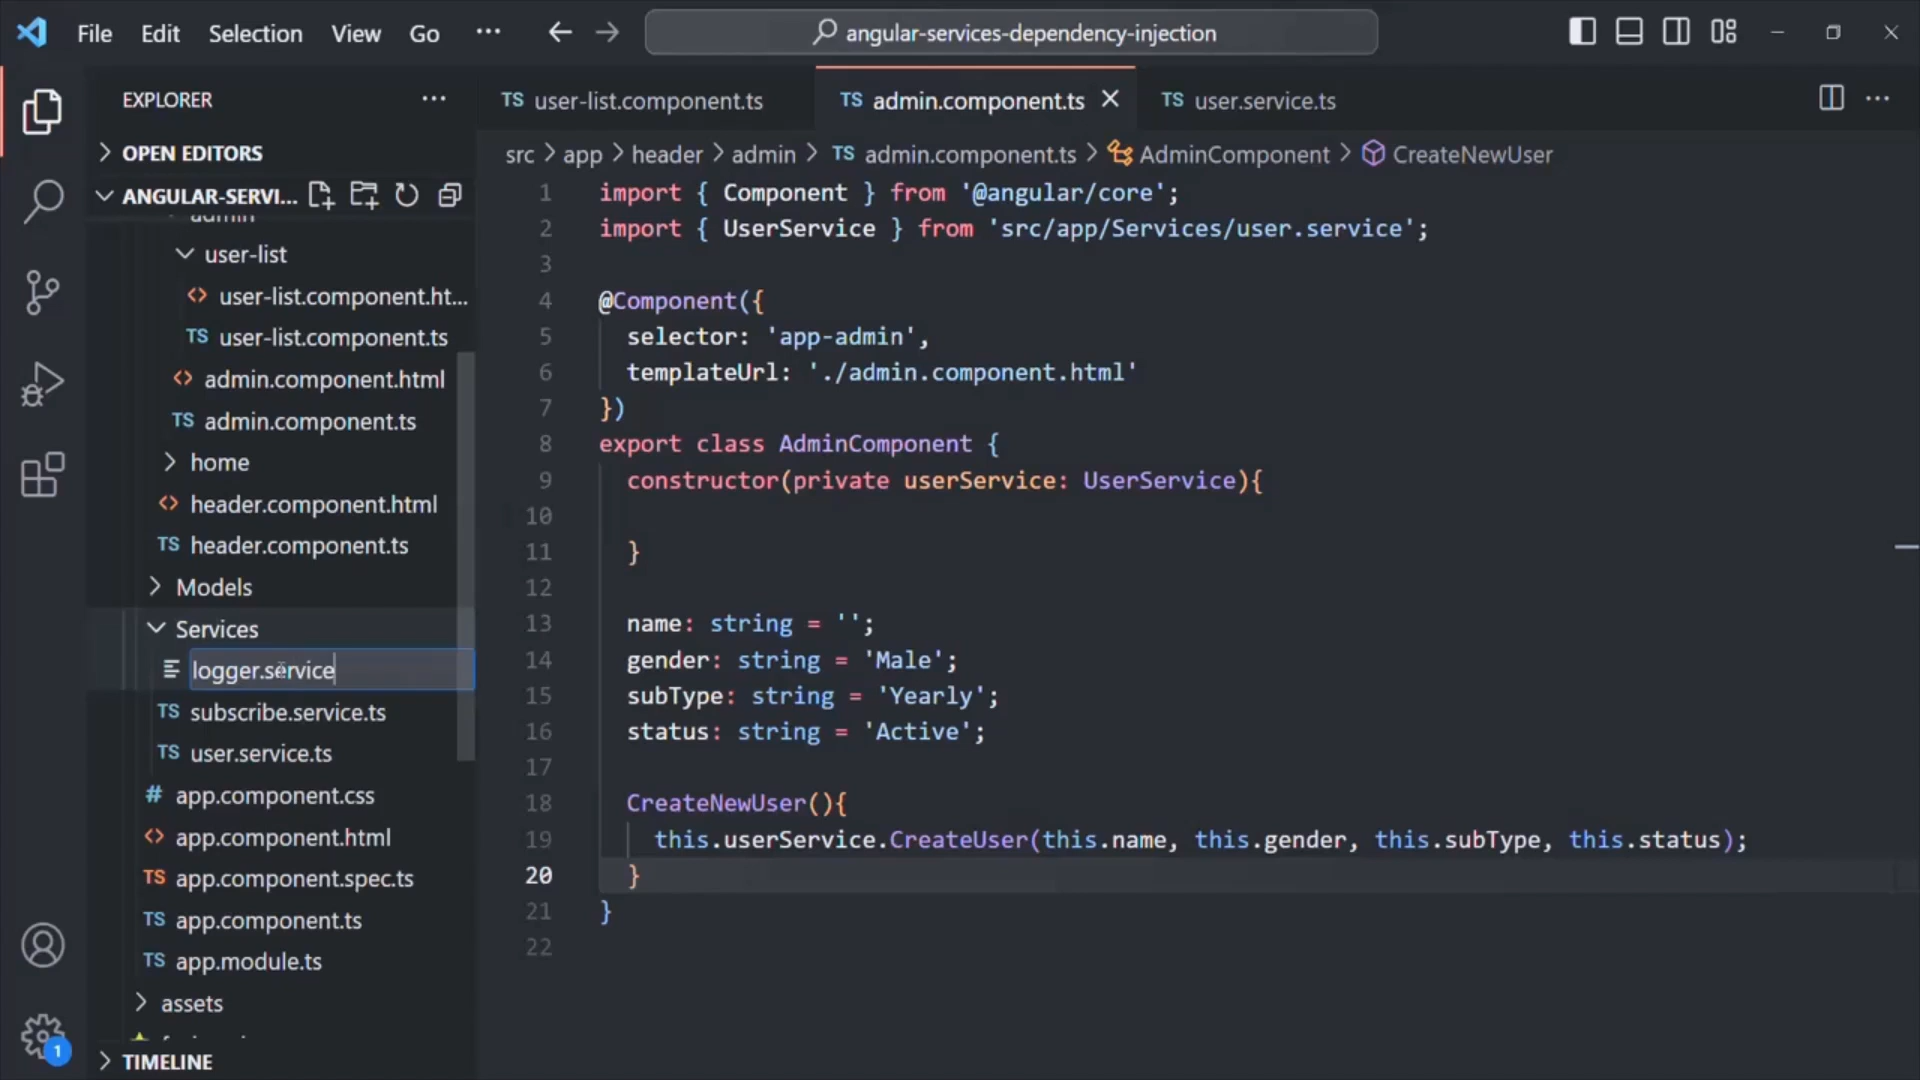 File Edit Selection View Go ··· angular-services-dependency-injection
EXPLORER ···
OPEN EDITORS
ANGULAR-SERVI...
admin
user-list
<> user-list.component.ht...
TS user-list.component.ts
<> admin.component.html
TS admin.component.ts
home
<> header.component.html
TS header.component.ts
Models
Services
logger.service
TS subscribe.service.ts
TS user.service.ts
# app.component.css
<> app.component.html
TS app.component.spec.ts
TS app.component.ts
TS app.module.ts
assets
TIMELINE
1
TS user-list.component.ts TS admin.component.ts TS user.service.ts ···
src > app > header > admin > TS admin.component.ts > AdminComponent > CreateNewUser
1 import { Component } from '@angular/core';
2 import { UserService } from 'src/app/Services/user.service';
3
4 @Component({
5 selector: 'app-admin',
6 templateUrl: './admin.component.html'
7 })
8 export class AdminComponent {
9 constructor(private userService: UserService){
10
11 }
12
13 name: string = '';
14 gender: string = 'Male';
15 subType: string = 'Yearly';
16 status: string = 'Active';
17
18 CreateNewUser(){
19 this.userService.CreateUser(this.name, this.gender, this.subType, this.status);
20 }
21 }
22